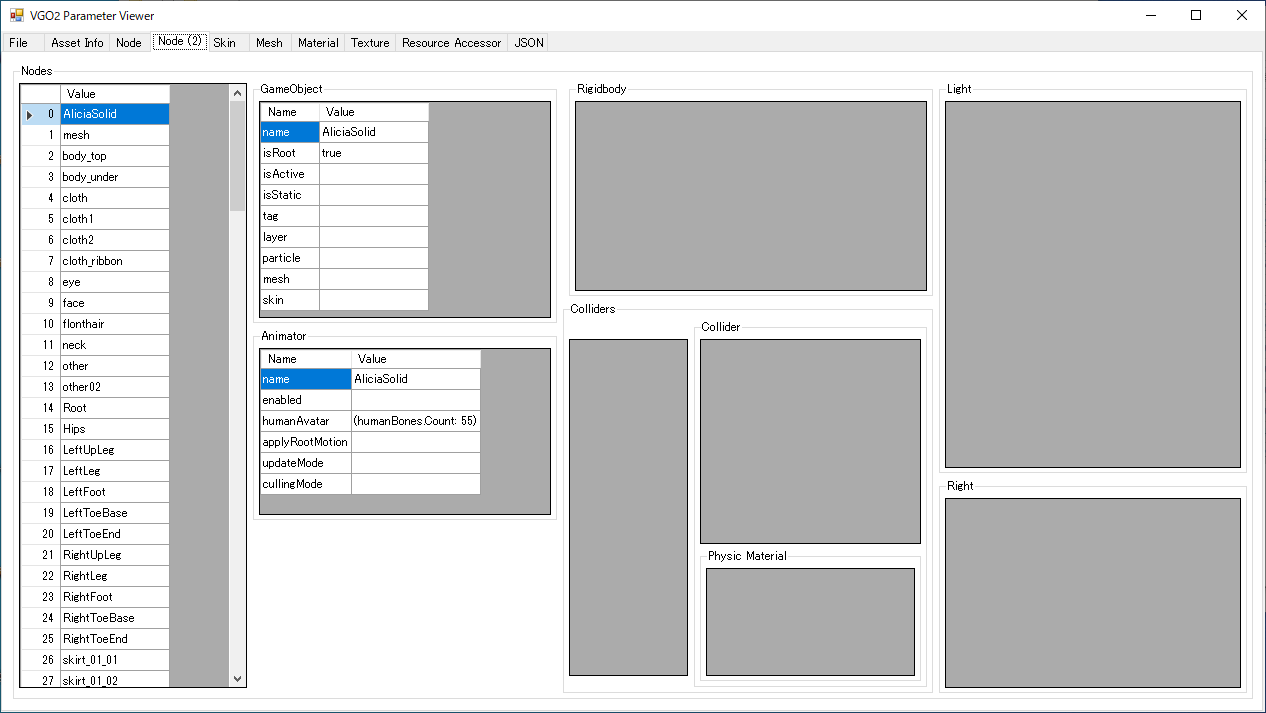 VGO2 Parameter Viewer
File Asset Info Node Node (2) Skin Mesh Material Texture Resource Accessor JSON
Nodes
Value
0 AliciaSolid
1 mesh
2 body_top
3 body_under
4 cloth
5 cloth1
6 cloth2
7 cloth_ribbon
8 eye
9 face
10 flonthair
11 neck
12 other
13 other02
14 Root
15 Hips
16 LeftUpLeg
17 LeftLeg
18 LeftFoot
19 LeftToeBase
20 LeftToeEnd
21 RightUpLeg
22 RightLeg
23 RightFoot
24 RightToeBase
25 RightToeEnd
26 skirt_01_01
27 skirt_01_02
GameObject
Name Value
name AliciaSolid
isRoot true
isActive
isStatic
tag
layer
particle
mesh
skin
Animator
Name Value
name AliciaSolid
enabled
humanAvatar (humanBones.Count: 55)
applyRootMotion
updateMode
cullingMode
Rigidbody
Colliders
Collider
Physic Material
Light
Right